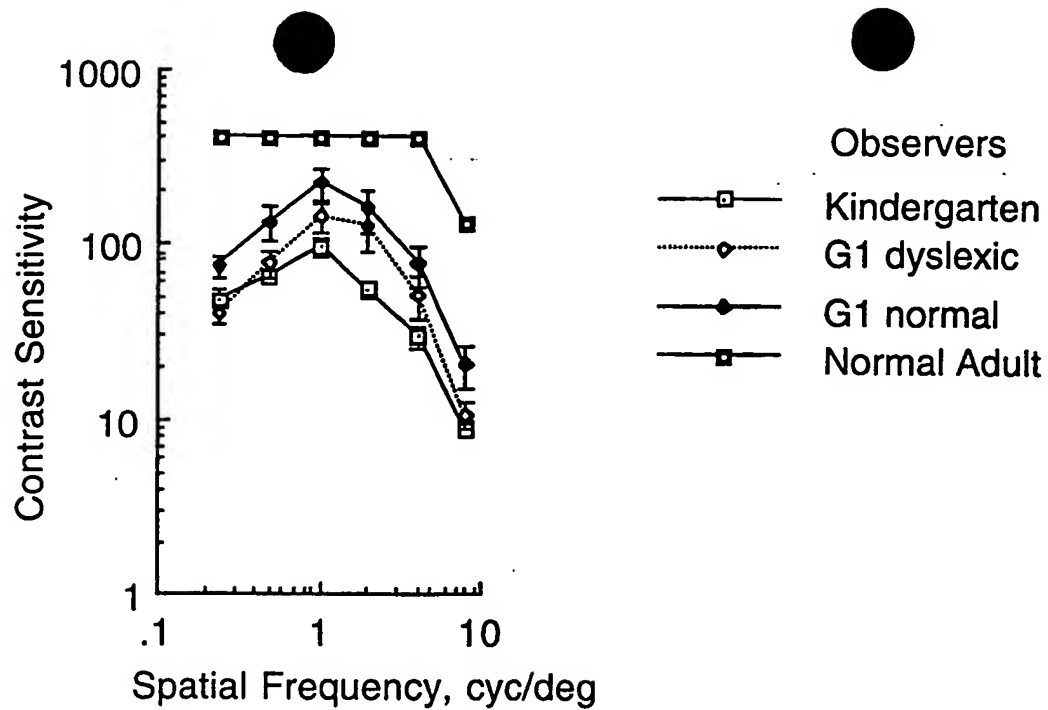 1000
100
10
1
.1 1 10
Contrast Sensitivity
Spatial Frequency, cyc/deg
Observers
Kindergarten
G1 dyslexic
G1 normal
Normal Adult